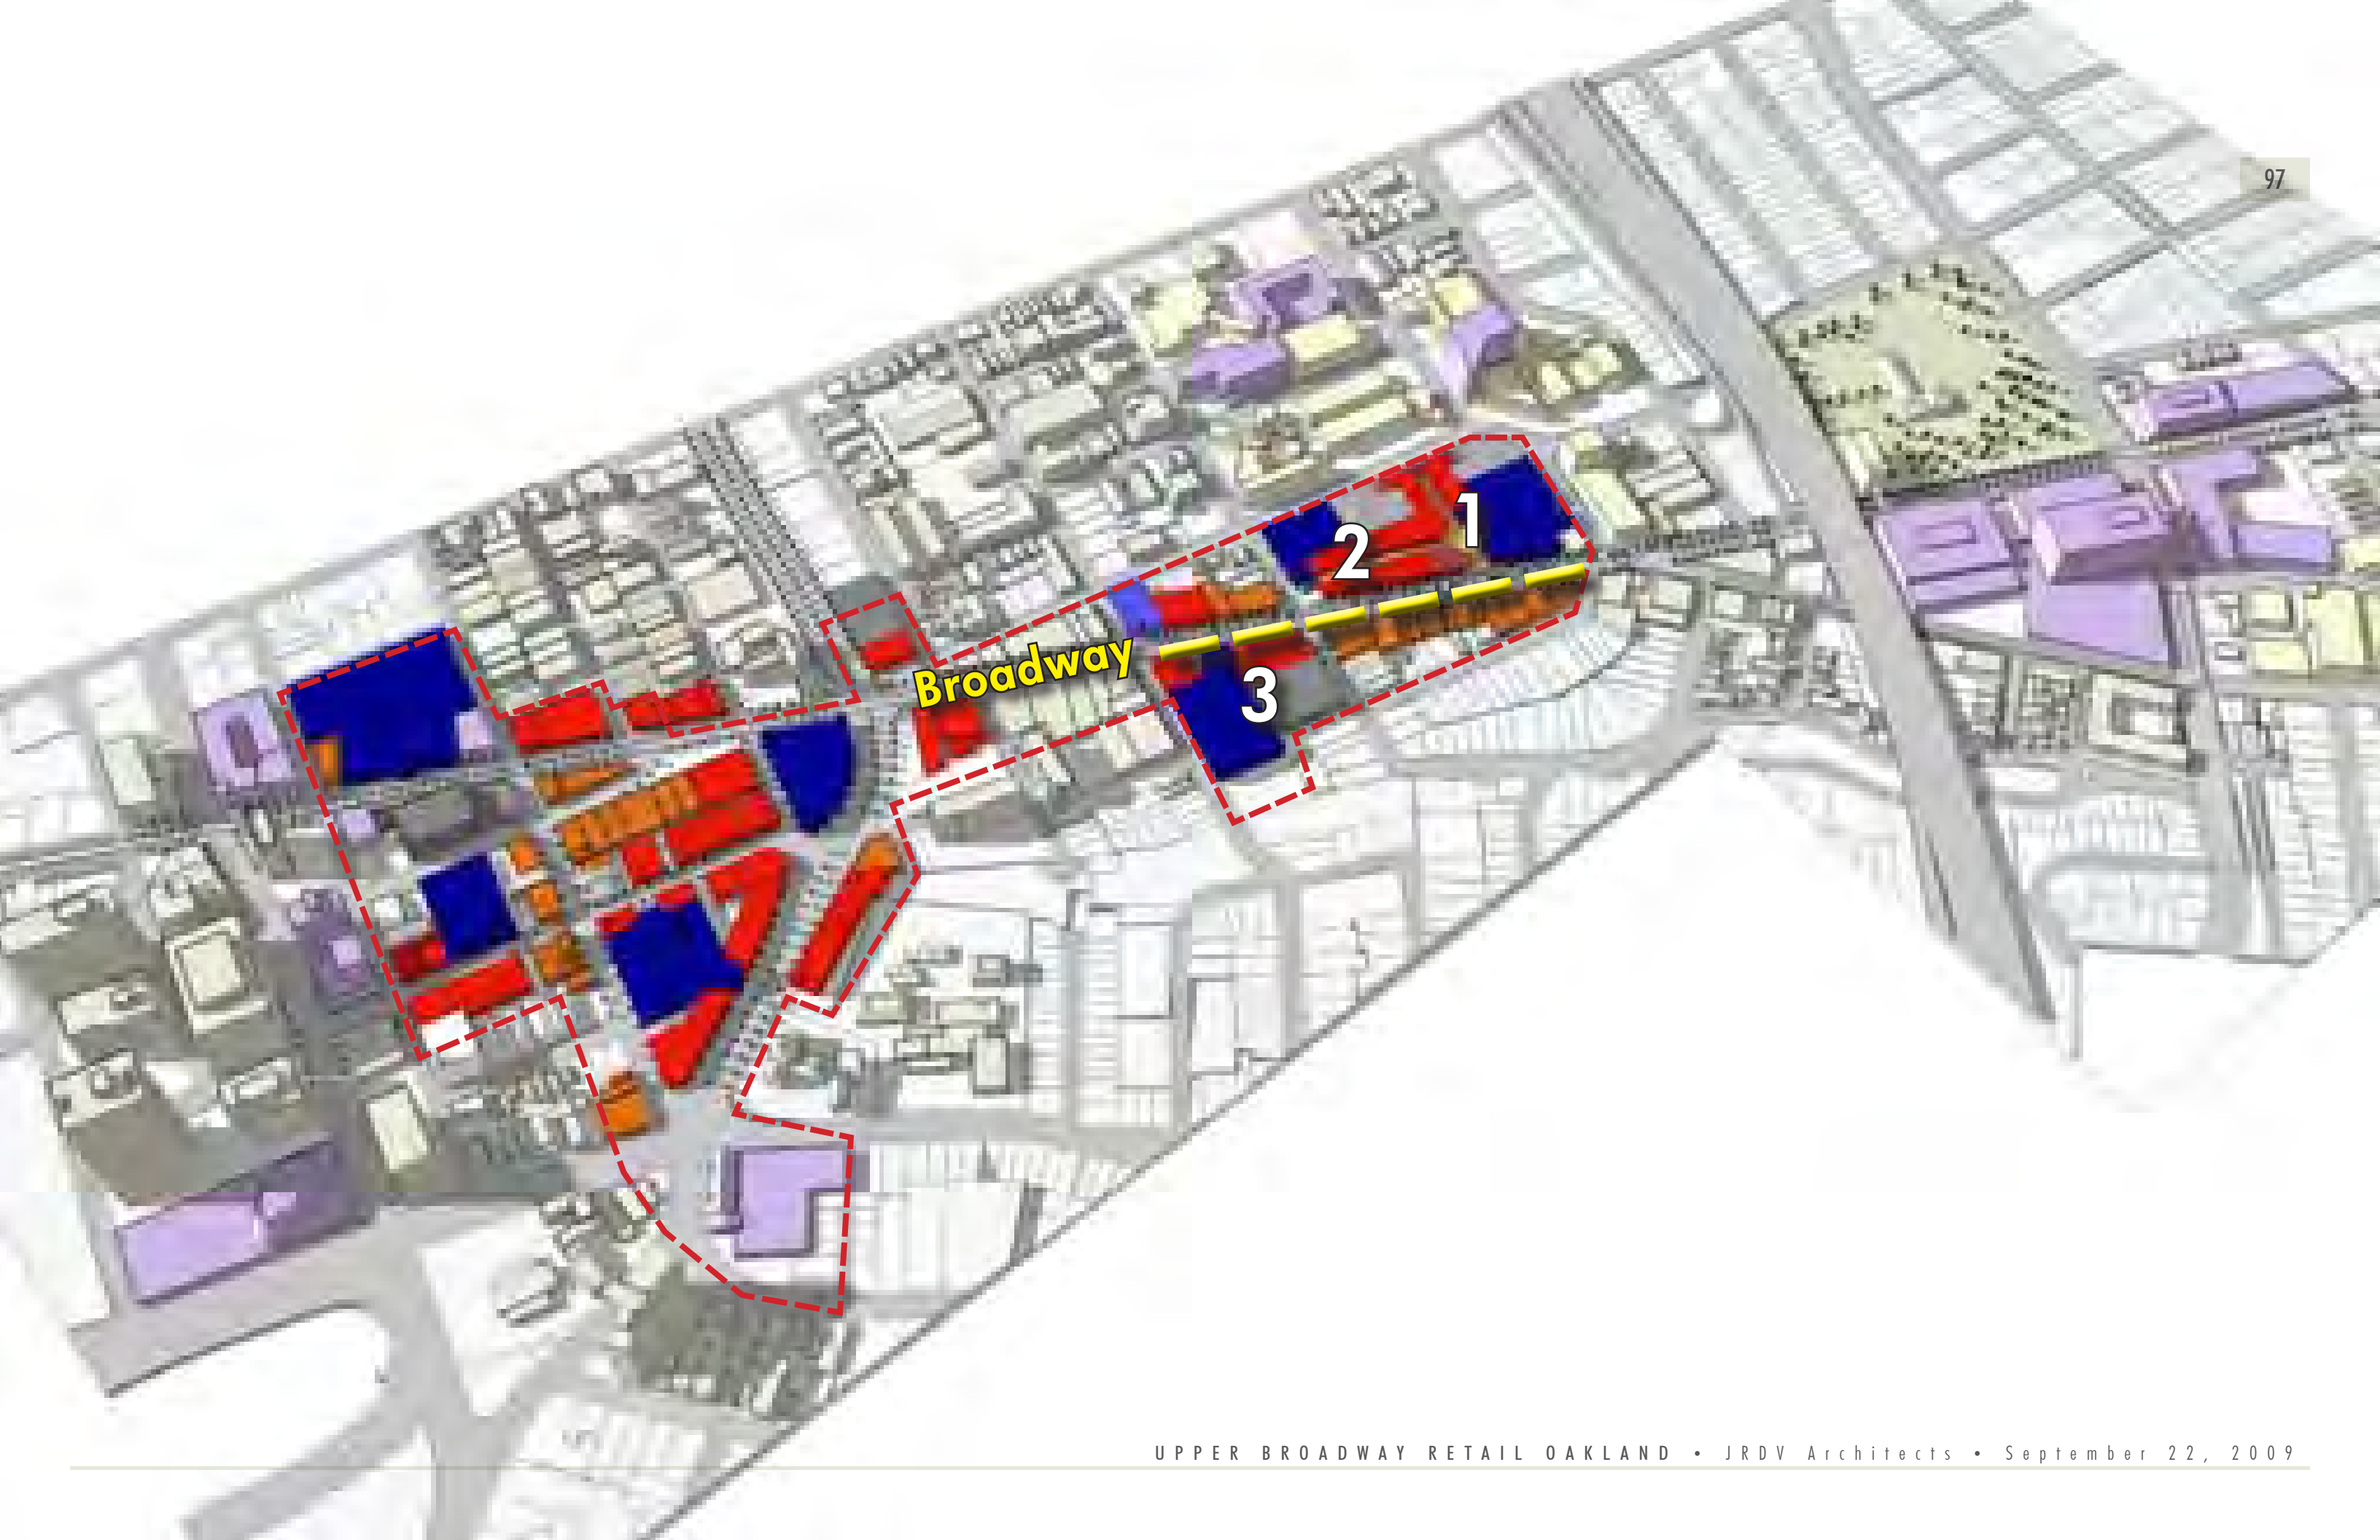 97
1
2
Broadway
3
UPPER BROADWAY RETAIL OAKLAND • JRDV Architects • September 22, 2009